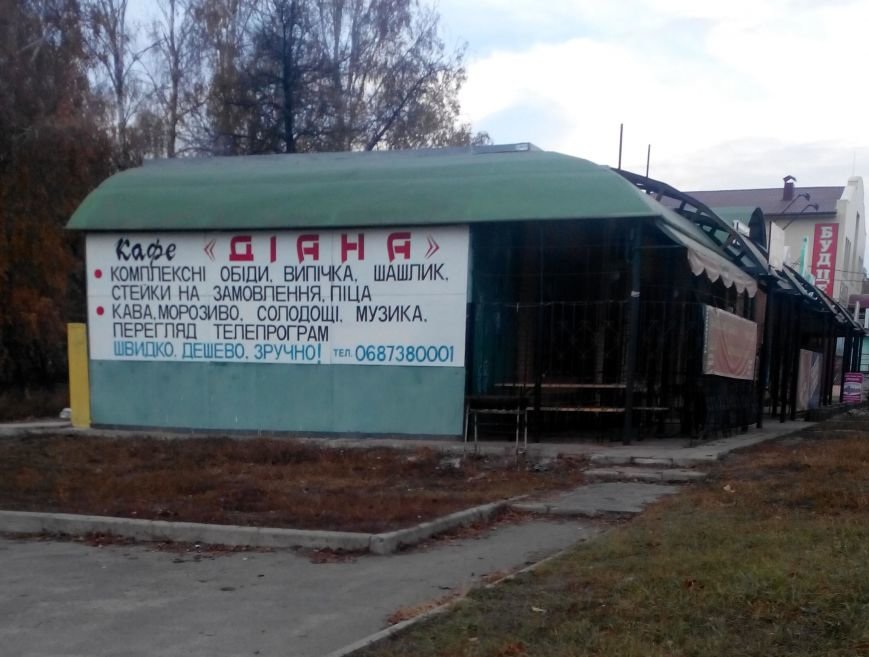 Кафе «ДІАНА»
• КОМПЛЕКСНІ ОБІДИ, ВИПІЧКА, ШАШЛИК,
СТЕЙКИ НА ЗАМОВЛЕННЯ, ПІЦА
• КАВА, МОРОЗИВО, СОЛОДОЩІ, МУЗИКА,
ПЕРЕГЛЯД ТЕЛЕПРОГРАМ
ШВИДКО, ДЕШЕВО, ЗРУЧНО! ТЕЛ. 0687380001